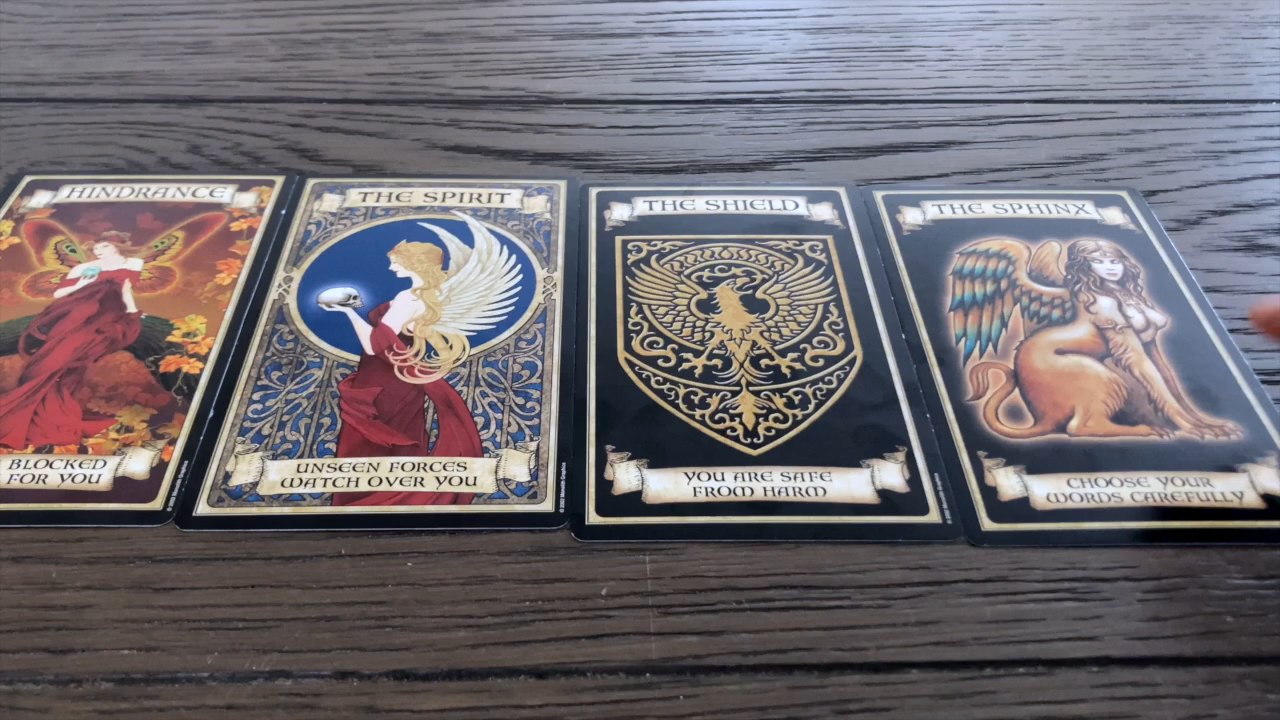 HINDRANCE
BLOCKED
FOR YOU
THE SPIRIT
UNSEEN FORCES
WATCH OVER YOU
THE SHIELD
YOU ARE SAFE
FROM HARM
THE SPHINX
CHOOSE YOUR
WORDS CAREFULLY